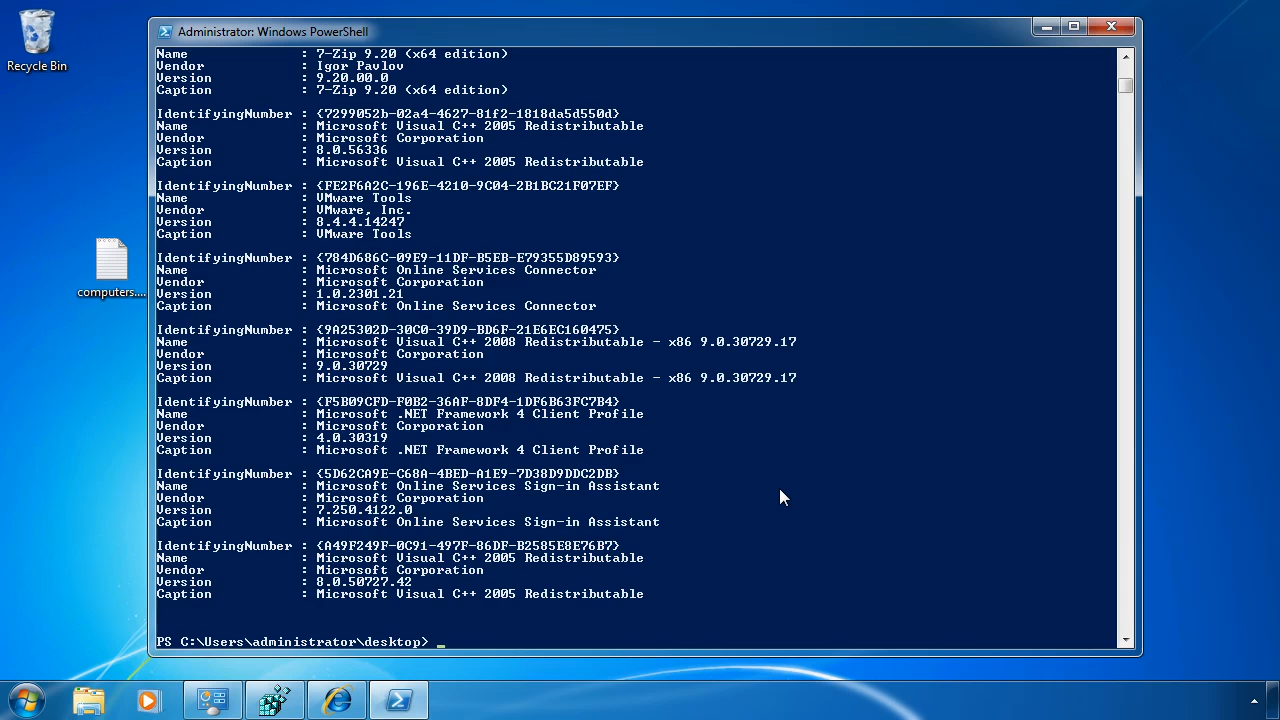 Recycle Bin
computers....
Administrator: Windows PowerShell
Name : 7-Zip 9.20 (x64 edition)
Vendor : Igor Pavlov
Version : 9.20.00.0
Caption : 7-Zip 9.20 (x64 edition)
IdentifyingNumber : {7299052b-02a4-4627-81f2-1818da5d550d}
Name : Microsoft Visual C++ 2005 Redistributable
Vendor : Microsoft Corporation
Version : 8.0.56336
Caption : Microsoft Visual C++ 2005 Redistributable
IdentifyingNumber : {FE2F6A2C-196E-4210-9C04-2B1BC21F07EF}
Name : VMware Tools
Vendor : VMware, Inc.
Version : 8.4.4.14247
Caption : VMware Tools
IdentifyingNumber : {784D686C-09E9-11DF-B5EB-E79355D89593}
Name : Microsoft Online Services Connector
Vendor : Microsoft Corporation
Version : 1.0.2301.21
Caption : Microsoft Online Services Connector
IdentifyingNumber : {9A25302D-30C0-39D9-BD6F-21E6EC160475}
Name : Microsoft Visual C++ 2008 Redistributable - x86 9.0.30729.17
Vendor : Microsoft Corporation
Version : 9.0.30729
Caption : Microsoft Visual C++ 2008 Redistributable - x86 9.0.30729.17
IdentifyingNumber : {F5B09CFD-F0B2-36AF-8DF4-1DF6B63FC7B4}
Name : Microsoft .NET Framework 4 Client Profile
Vendor : Microsoft Corporation
Version : 4.0.30319
Caption : Microsoft .NET Framework 4 Client Profile
IdentifyingNumber : {5D62CA9E-C68A-4BED-A1E9-7D38D9DDC2DB}
Name : Microsoft Online Services Sign-in Assistant
Vendor : Microsoft Corporation
Version : 7.250.4122.0
Caption : Microsoft Online Services Sign-in Assistant
IdentifyingNumber : {A49F249F-0C91-497F-86DF-B2585E8E76B7}
Name : Microsoft Visual C++ 2005 Redistributable
Vendor : Microsoft Corporation
Version : 8.0.50727.42
Caption : Microsoft Visual C++ 2005 Redistributable
PS C:\Users\administrator\desktop> _